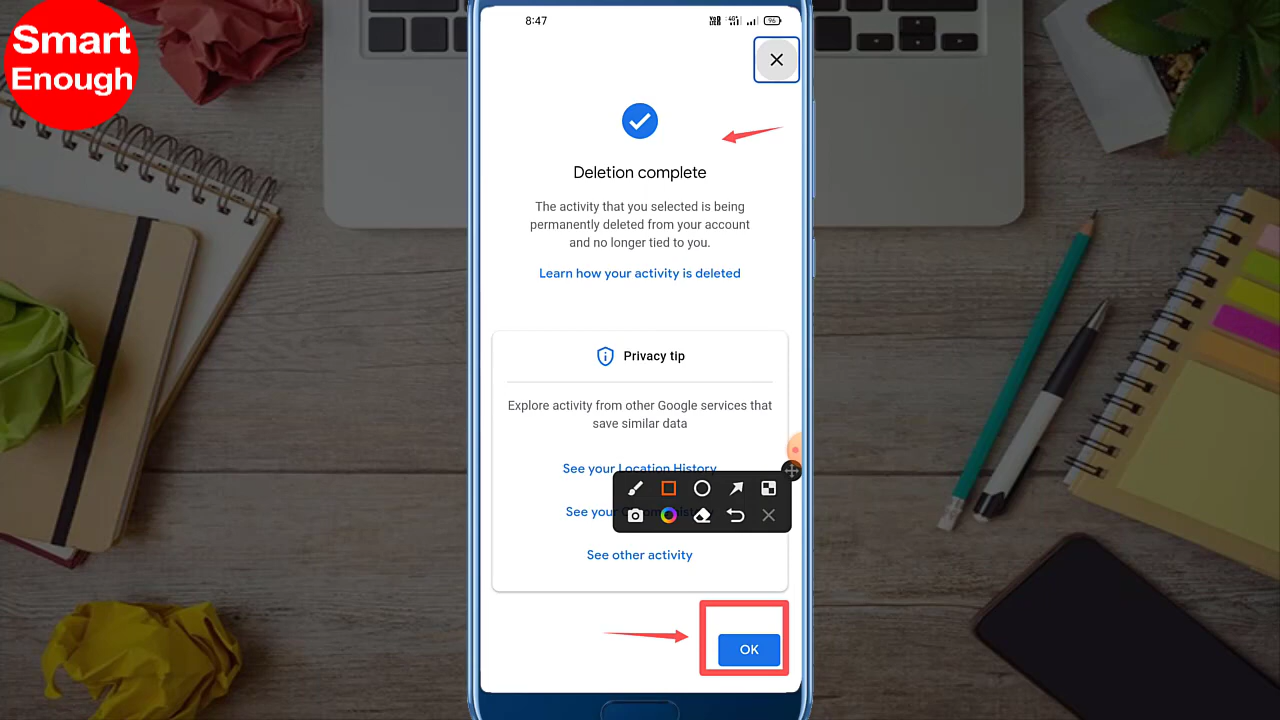 Smart
Enough
8:47
96
Deletion complete
The activity that you selected is being
permanently deleted from your account
and no longer tied to you.
Learn how your activity is deleted
Privacy tip
Explore activity from other Google services that
save similar data
See your Location History
See your
See other activity
OK